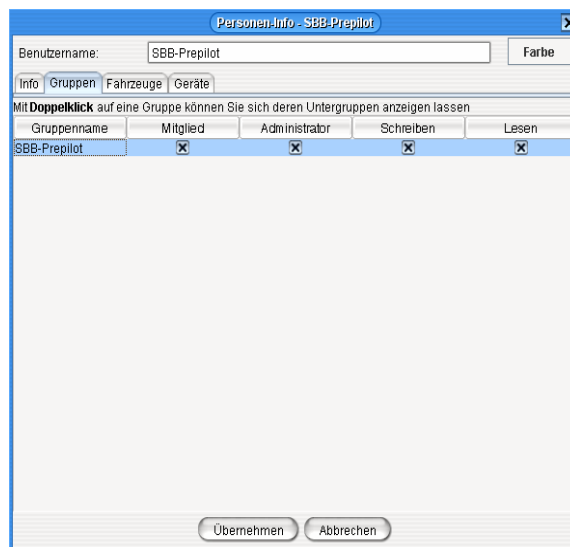 Personen-Info - SBB-Prepilot
Benutzername: SBB-Prepilot Farbe
Info Gruppen Fahrzeuge Geräte
Mit Doppelklick auf eine Gruppe können Sie sich deren Untergruppen anzeigen lassen
Gruppenname Mitglied Administrator Schreiben Lesen
SBB-Prepilot
Übernehmen Abbrechen